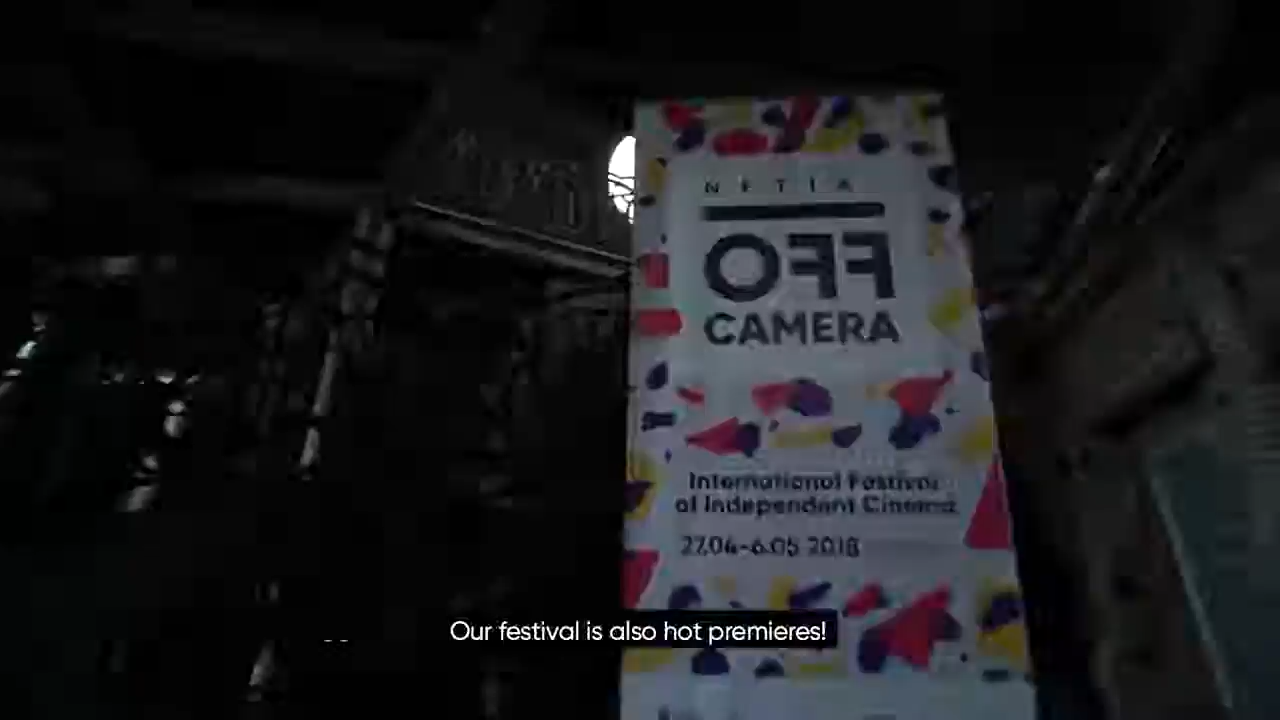 NETIA
OFF
CAMERA
International Festival
of Independent Cinema
27.04-6.05 2018
Our festival is also hot premieres!